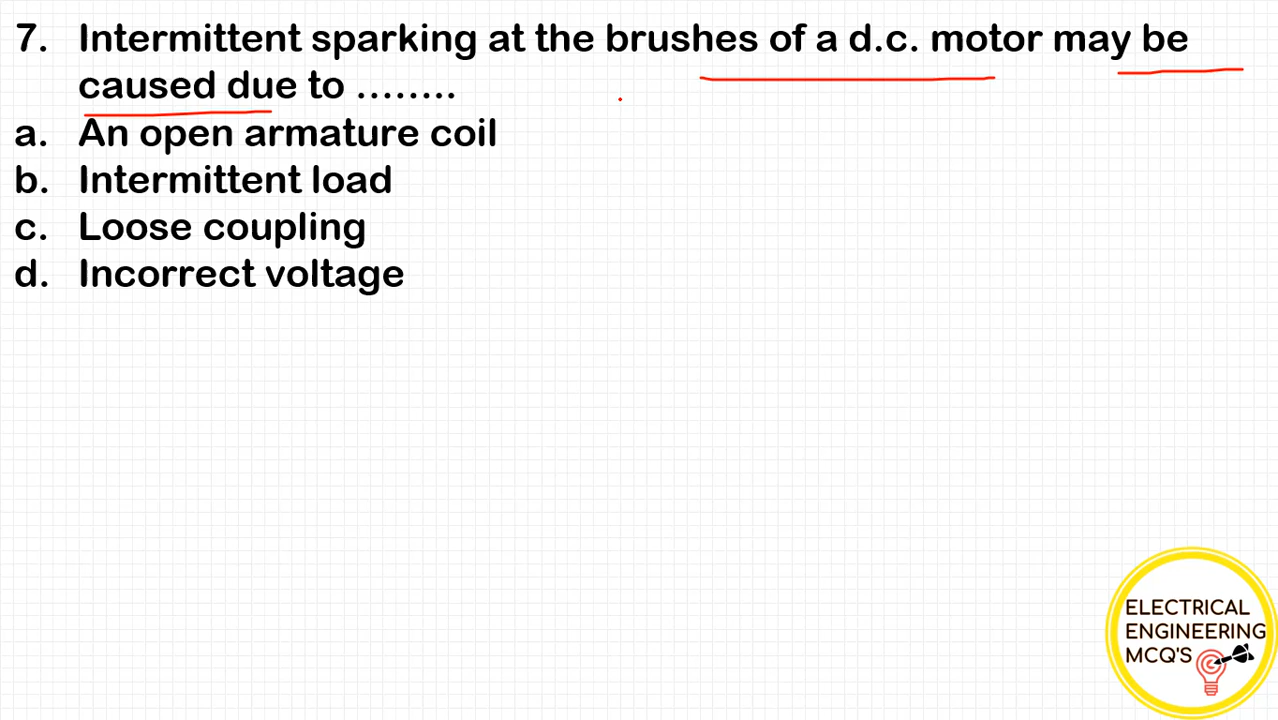 7. Intermittent sparking at the brushes of a d.c. motor may be
caused due to ........
a. An open armature coil
b. Intermittent load
c. Loose coupling
d. Incorrect voltage
ELECTRICAL
ENGINEERING
MCQ'S